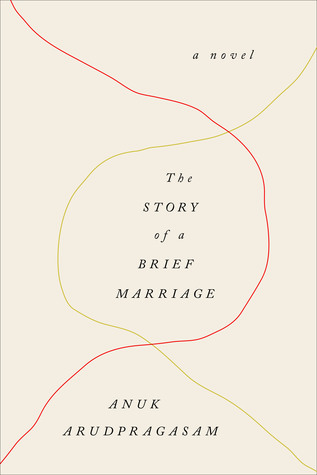 a novel
The
STORY
of a
BRIEF
MARRIAGE
ANUK
ARUDPRAGASAM